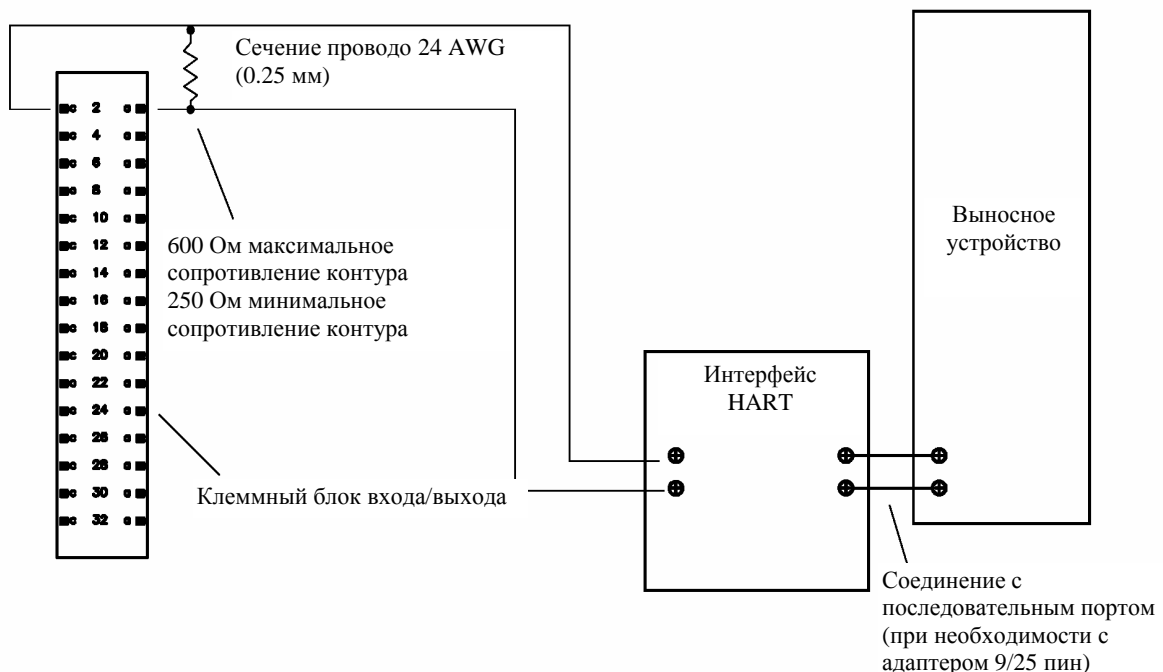 Сечение проводо 24 AWG
(0.25 мм)
2
4
6
8
10
12
14
16
18
20
22
24
26
28
30
32
600 Ом максимальное
сопротивление контура
250 Ом минимальное
сопротивление контура
Клеммный блок входа/выхода
Интерфейс
HART
Выносное
устройство
Соединение с
последовательным портом
(при необходимости с
адаптером 9/25 пин)